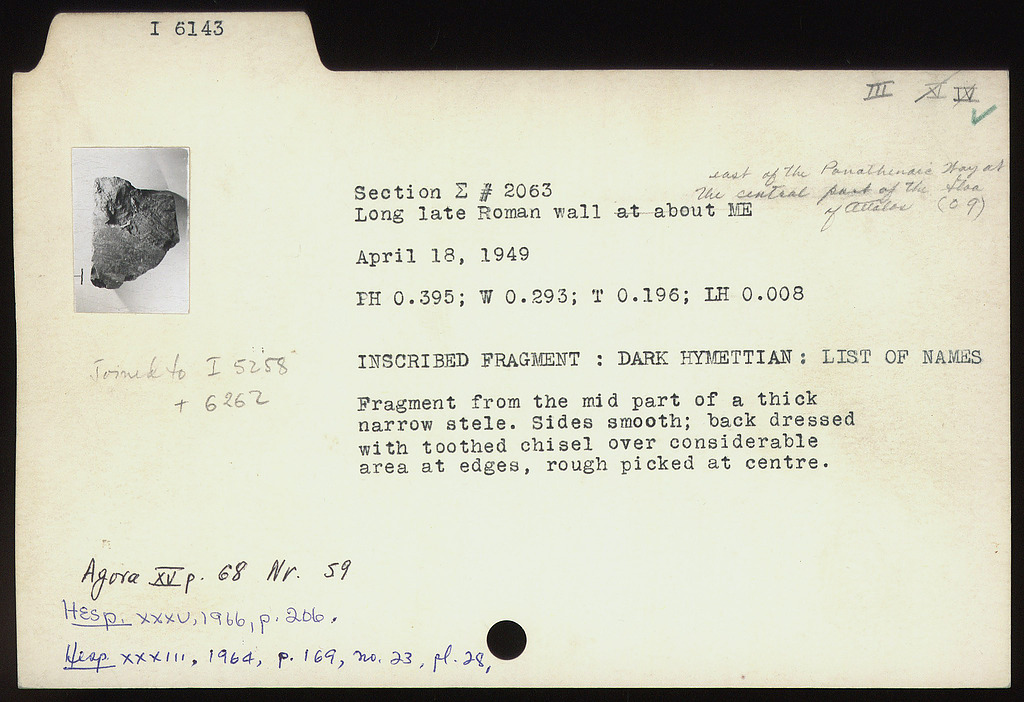 I 6143
III XI IV
east of the Panathenaic Way at
the central part of the Stoa
of Attalos (O 9)
Section Σ # 2063
Long late Roman wall at about ME
April 18, 1949
PH 0.395; W 0.293; T 0.196; LH 0.008
INSCRIBED FRAGMENT : DARK HYMETTIAN: LIST OF NAMES
Joined to I 5258
+ 6262
Fragment from the mid part of a thick
narrow stele. Sides smooth; back dressed
with toothed chisel over considerable
area at edges, rough picked at centre.
Agora XV p. 68 Nr. 59
Hesp. XXXV, 1966, p. 206.
Hesp XXXIII, 1964, p. 169, no. 23, pl. 28,